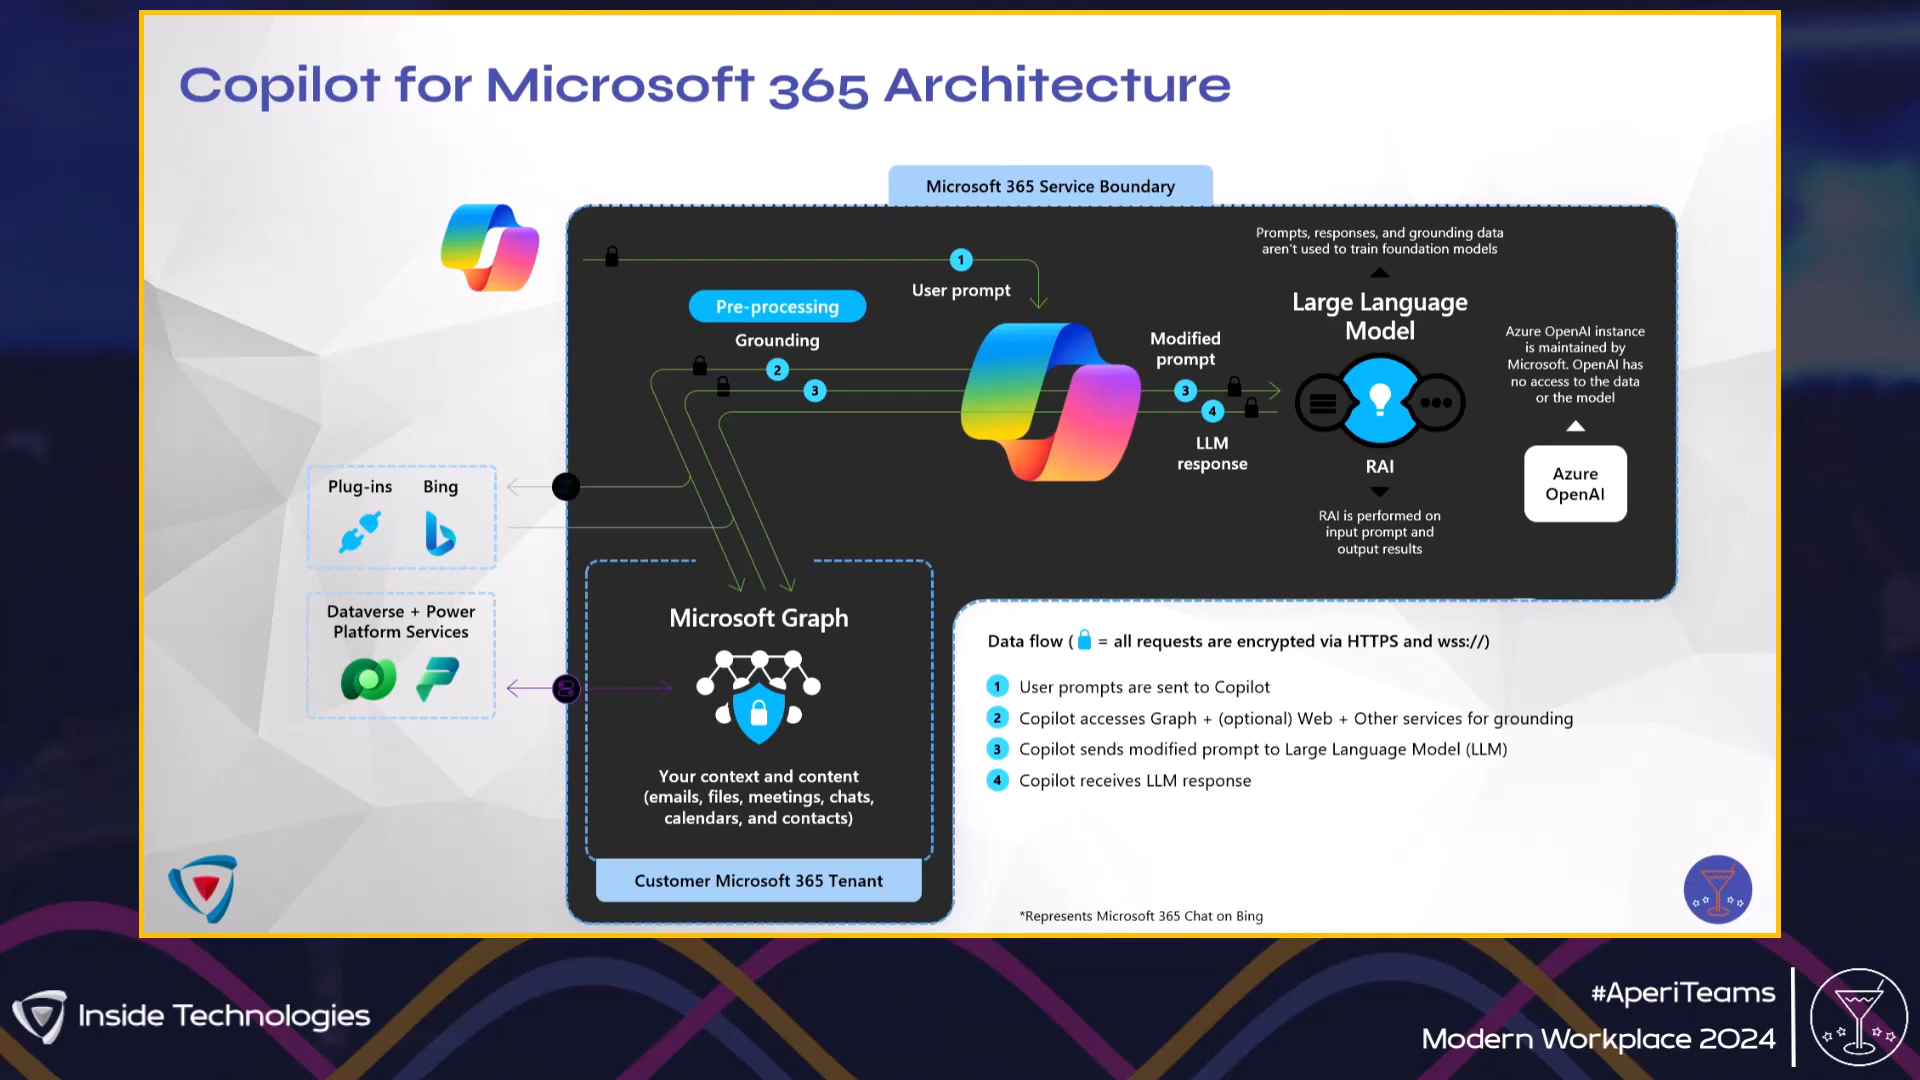 Copilot for Microsoft 365 Architecture
Microsoft 365 Service Boundary
1
User prompt
Pre-processing
Grounding
2
3
Modified
prompt
3
4
LLM
response
Prompts, responses, and grounding data
aren't used to train foundation models
Large Language
Model
RAI
RAI is performed on
input prompt and
output results
Azure OpenAI instance
is maintained by
Microsoft. OpenAI has
no access to the data
or the model
Azure
OpenAI
Plug-ins
Bing
Dataverse + Power
Platform Services
Microsoft Graph
Your context and content
(emails, files, meetings, chats,
calendars, and contacts)
Customer Microsoft 365 Tenant
Data flow ( = all requests are encrypted via HTTPS and wss://)
1 User prompts are sent to Copilot
2 Copilot accesses Graph + (optional) Web + Other services for grounding
3 Copilot sends modified prompt to Large Language Model (LLM)
4 Copilot receives LLM response
*Represents Microsoft 365 Chat on Bing
Inside Technologies
#AperiTeams
Modern Workplace 2024